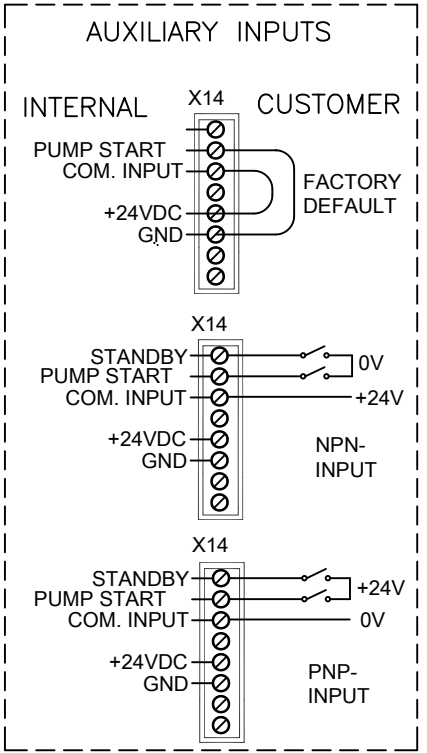 AUXILIARY INPUTS
INTERNAL X14 CUSTOMER
PUMP START
COM. INPUT
FACTORY
DEFAULT
+24VDC
GND
X14
STANDBY
0V
PUMP START
COM. INPUT +24V
+24VDC
NPN-
INPUT
GND
X14
STANDBY
+24V
PUMP START
COM. INPUT 0V
+24VDC
GND
PNP-
INPUT